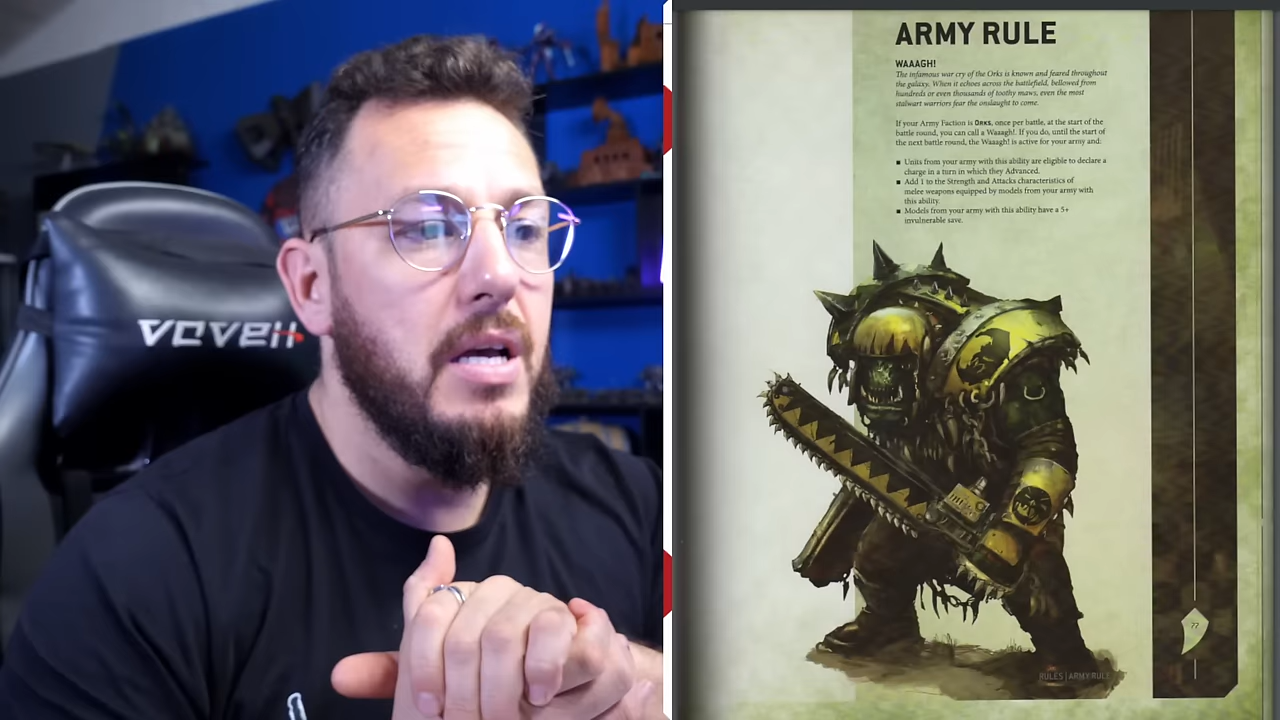 VOVEII
ARMY RULE
WAAAGH!
The infamous war cry of the Orks is known and feared throughout
the galaxy. When it echoes across the battlefield, bellowed from
hundreds or even thousands of toothy maws, even the most
stalwart warriors fear the onslaught to come.
If your Army Faction is ORKS, once per battle, at the start of the
battle round, you can call a Waaagh!. If you do, until the start of
the next battle round, the Waaagh! is active for your army and:
■ Units from your army with this ability are eligible to declare a
charge in a turn in which they Advanced.
■ Add 1 to the Strength and Attacks characteristics of
melee weapons equipped by models from your army with
this ability.
■ Models from your army with this ability have a 5+
invulnerable save.
77
RULES | ARMY RULE